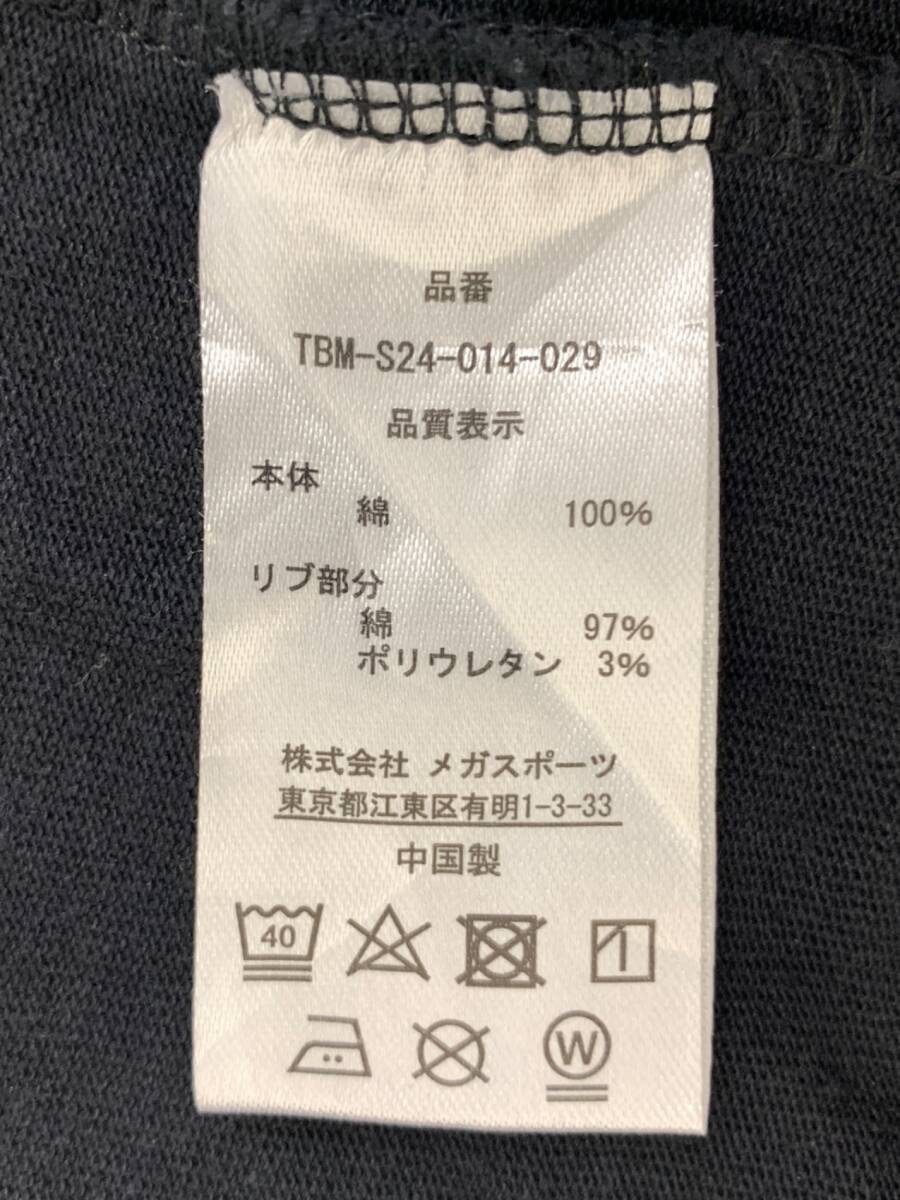 品番
TBM-S24-014-029
品質表示
本体
綿 100%
リブ部分
綿 97%
ポリウレタン 3%
株式会社 メガスポーツ
東京都江東区有明1-3-33
中国製
40
W